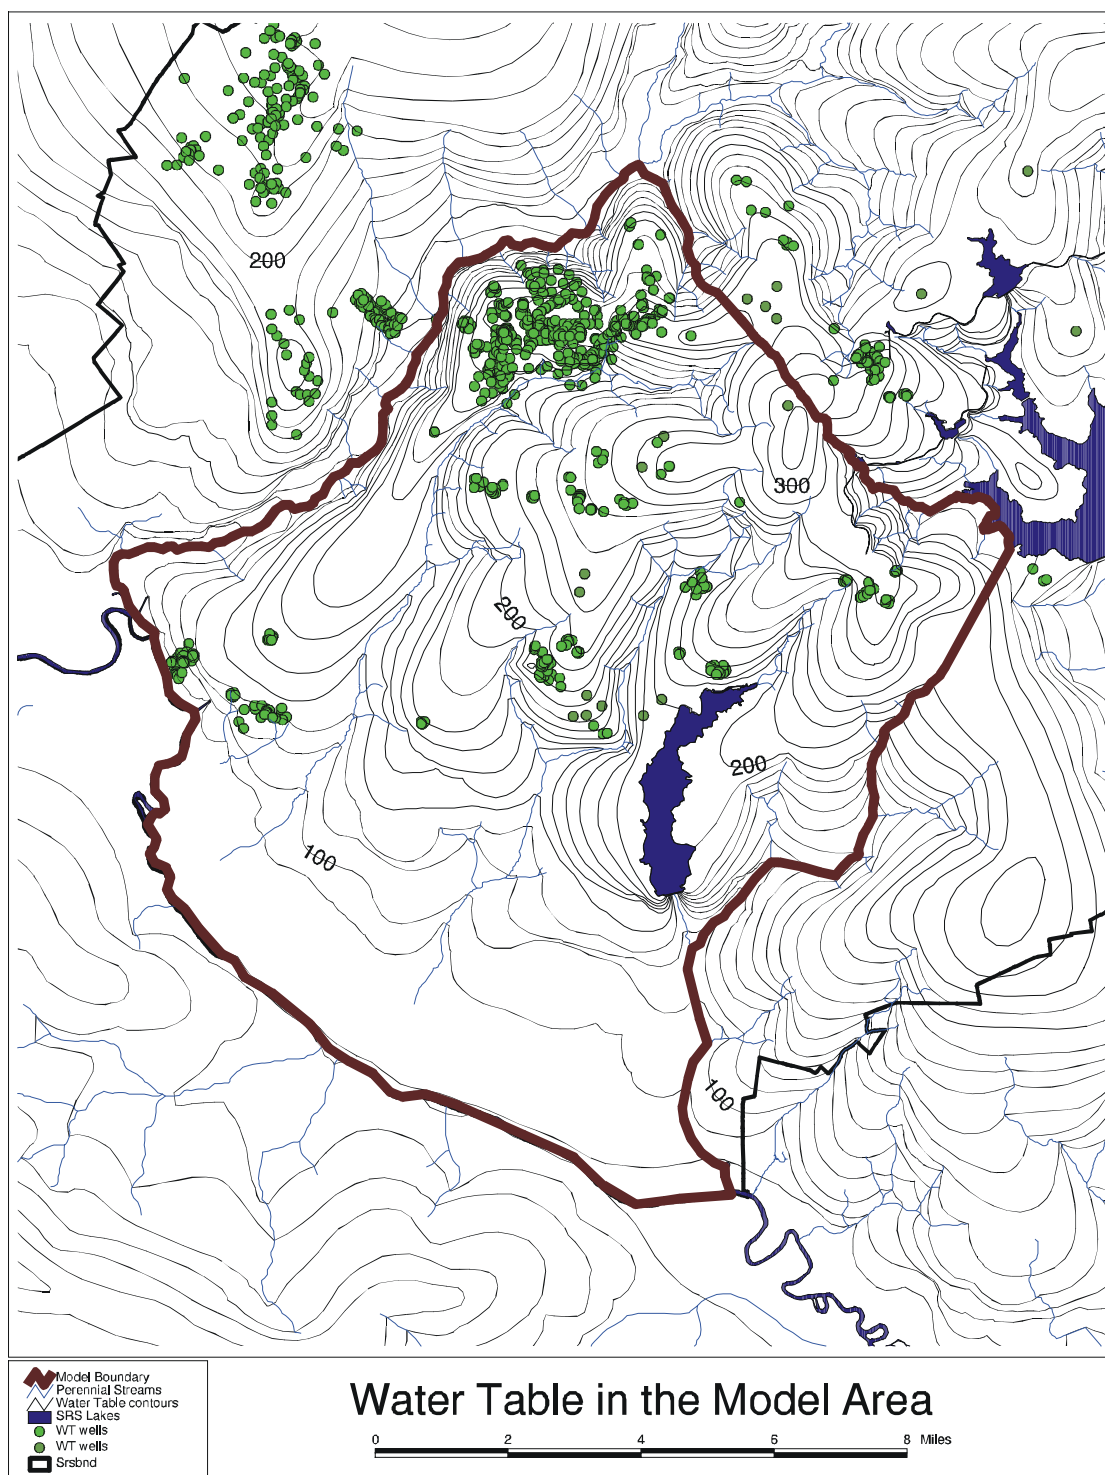 200
300
200
200
100
100
Model Boundary
Perennial Streams
Water Table contours
SRS Lakes
WT wells
WT wells
Srsbnd
Water Table in the Model Area
0 2 4 6 8 Miles